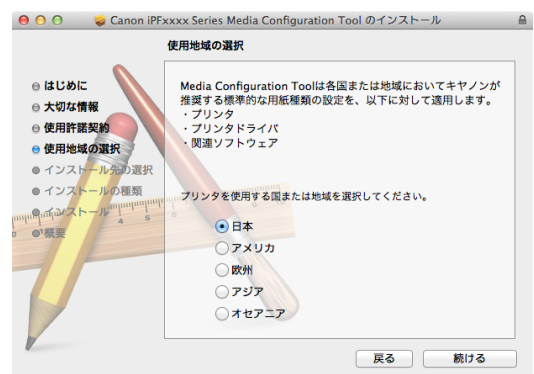 Canon iPFxxxx Series Media Configuration Tool のインストール
使用地域の選択
はじめに
大切な情報
使用許諾契約
使用地域の選択
インストール先の選択
インストールの種類
インストール
概要
Media Configuration Toolは各国または地域においてキヤノンが
推奨する標準的な用紙種類の設定を、以下に対して適用します。
・プリンタ
・プリンタドライバ
・関連ソフトウェア
プリンタを使用する国または地域を選択してください。
日本
アメリカ
欧州
アジア
オセアニア
戻る
続ける